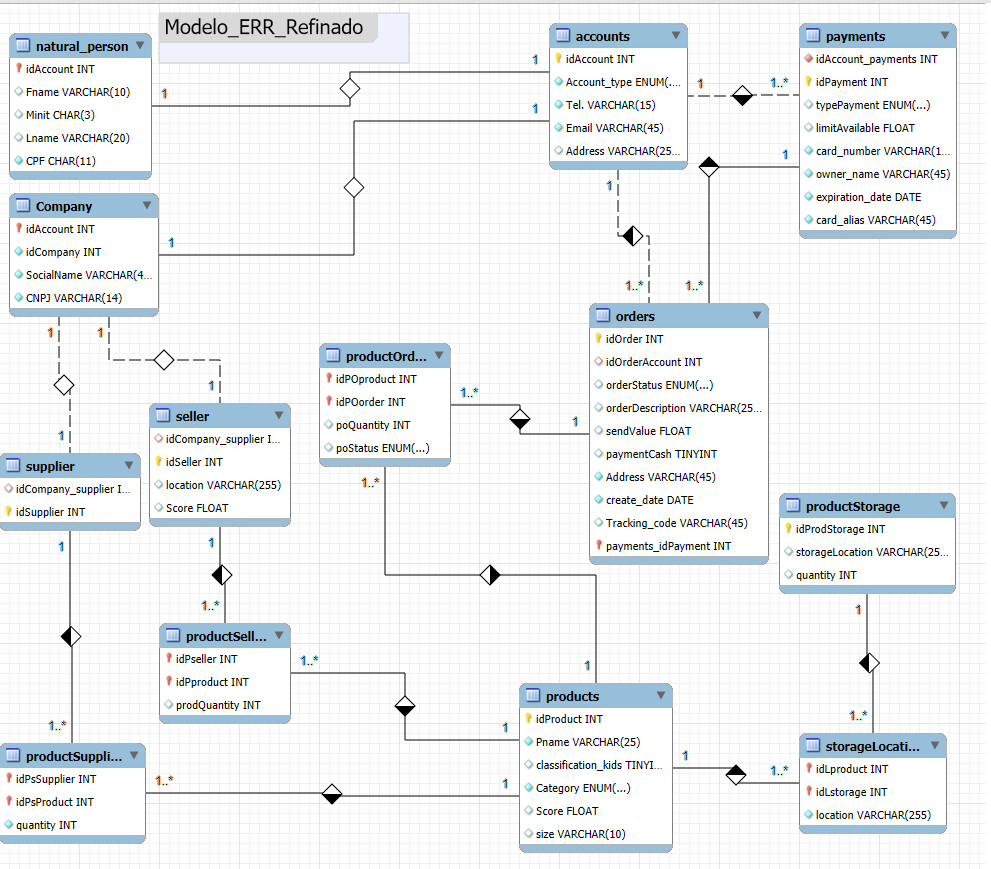 Modelo_ERR_Refinado
natural_person
idAccount INT
Fname VARCHAR(10)
Minit CHAR(3)
Lname VARCHAR(20)
CPF CHAR(11)
1
1
accounts
idAccount INT
Account_type ENUM(...
Tel. VARCHAR(15)
Email VARCHAR(45)
Address VARCHAR(25...
1
1..*
payments
idAccount_payments INT
idPayment INT
typePayment ENUM(...)
limitAvailable FLOAT
card_number VARCHAR(1...
owner_name VARCHAR(45)
expiration_date DATE
card_alias VARCHAR(45)
1
1
1
1..*
1..*
Company
idAccount INT
idCompany INT
SocialName VARCHAR(4...
CNPJ VARCHAR(14)
1
1
1
1
1
orders
idOrder INT
idOrderAccount INT
orderStatus ENUM(...)
orderDescription VARCHAR(25...
sendValue FLOAT
paymentCash TINYINT
Address VARCHAR(45)
create_date DATE
Tracking_code VARCHAR(45)
payments_idPayment INT
productOrd...
idPOproduct INT
idPOorder INT
poQuantity INT
poStatus ENUM(...)
1..*
1
1..*
1
seller
idCompany_supplier I...
idSeller INT
location VARCHAR(255)
Score FLOAT
supplier
idCompany_supplier I...
idSupplier INT
1
1..*
1
1..*
productStorage
idProdStorage INT
storageLocation VARCHAR(25...
quantity INT
1
1..*
productSell...
idPseller INT
idPproduct INT
prodQuantity INT
1..*
1
products
idProduct INT
Pname VARCHAR(25)
classification_kids TINYI...
Category ENUM(...)
Score FLOAT
size VARCHAR(10)
1
1..*
productSuppli...
idPsSupplier INT
idPsProduct INT
quantity INT
1..*
1
storageLocati...
idLproduct INT
idLstorage INT
location VARCHAR(255)